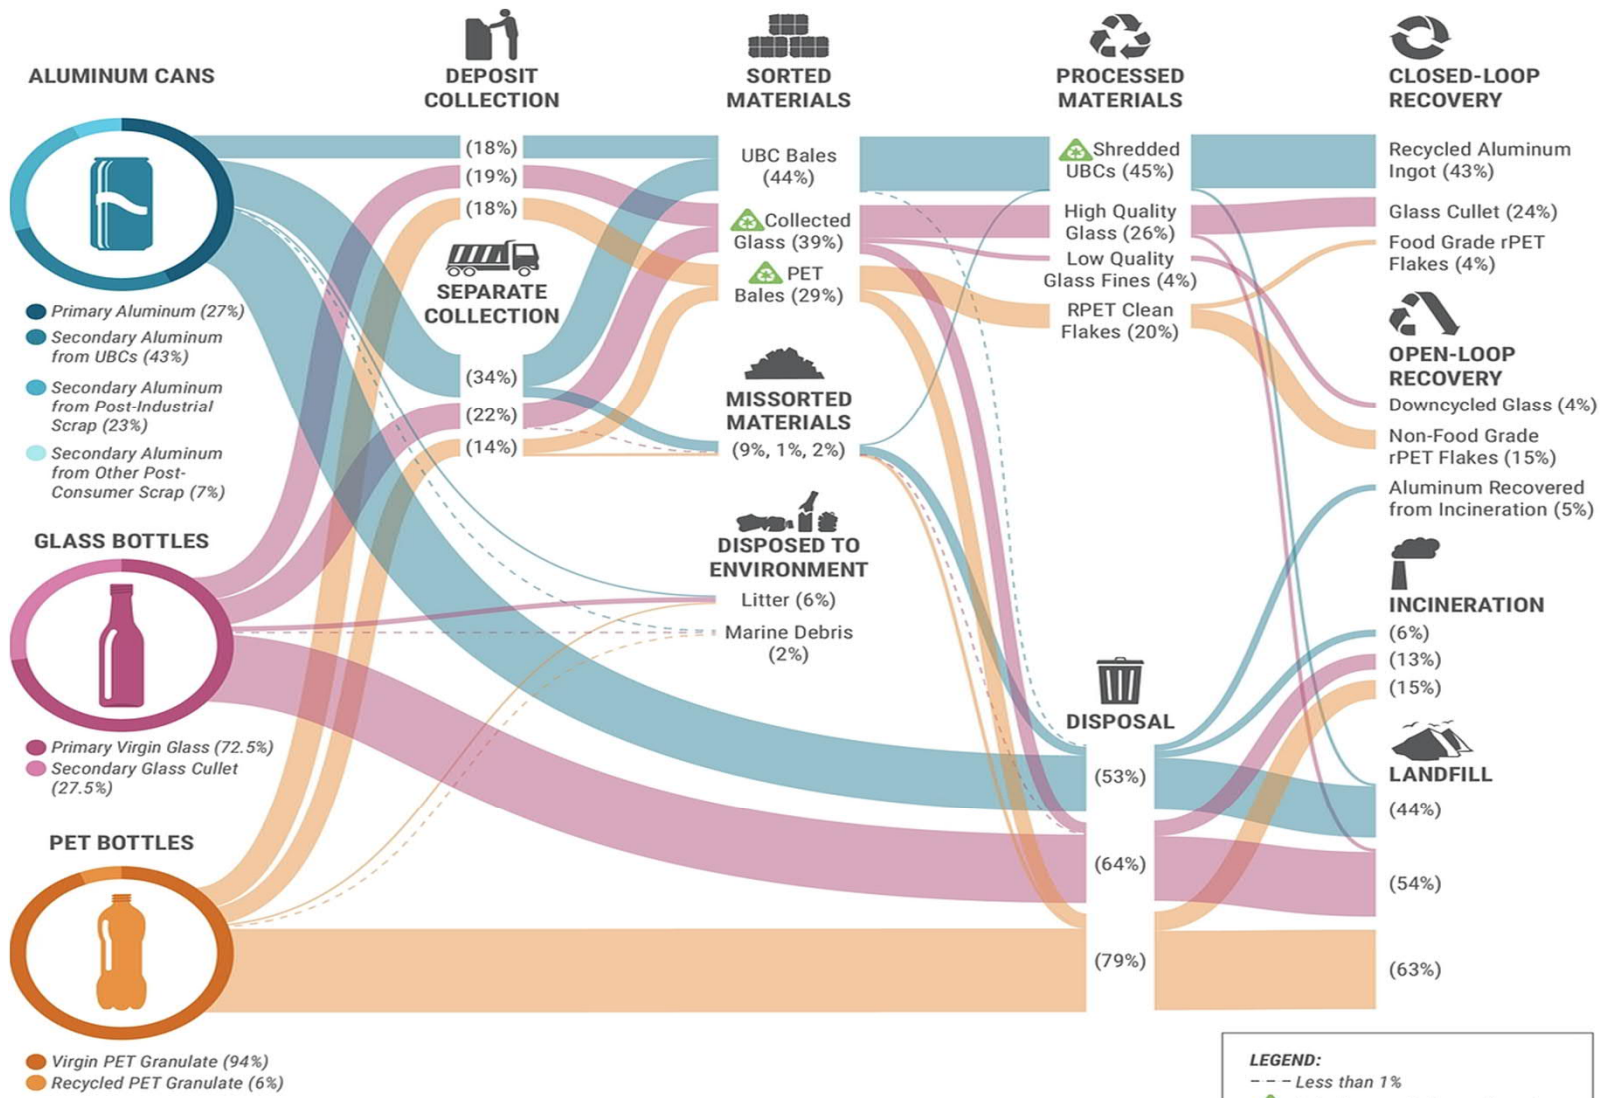 ALUMINUM CANS
Primary Aluminum (27%)
Secondary Aluminum
from UBCs (43%)
Secondary Aluminum
from Post-Industrial
Scrap (23%)
Secondary Aluminum
from Other Post-
Consumer Scrap (7%)
GLASS BOTTLES
Primary Virgin Glass (72.5%)
Secondary Glass Cullet
(27.5%)
PET BOTTLES
Virgin PET Granulate (94%)
Recycled PET Granulate (6%)
DEPOSIT
COLLECTION
(18%)
(19%)
(18%)
SEPARATE
COLLECTION
(34%)
(22%)
(14%)
SORTED
MATERIALS
UBC Bales
(44%)
Collected
Glass (39%)
PET
Bales (29%)
MISSORTED
MATERIALS
(9%, 1%, 2%)
DISPOSED TO
ENVIRONMENT
Litter (6%)
Marine Debris
(2%)
PROCESSED
MATERIALS
Shredded
UBCs (45%)
High Quality
Glass (26%)
Low Quality
Glass Fines (4%)
RPET Clean
Flakes (20%)
DISPOSAL
(53%)
(64%)
(79%)
CLOSED-LOOP
RECOVERY
Recycled Aluminum
Ingot (43%)
Glass Cullet (24%)
Food Grade rPET
Flakes (4%)
OPEN-LOOP
RECOVERY
Downcycled Glass (4%)
Non-Food Grade
rPET Flakes (15%)
Aluminum Recovered
from Incineration (5%)
INCINERATION
(6%)
(13%)
(15%)
LANDFILL
(44%)
(54%)
(63%)
LEGEND:
Less than 1%